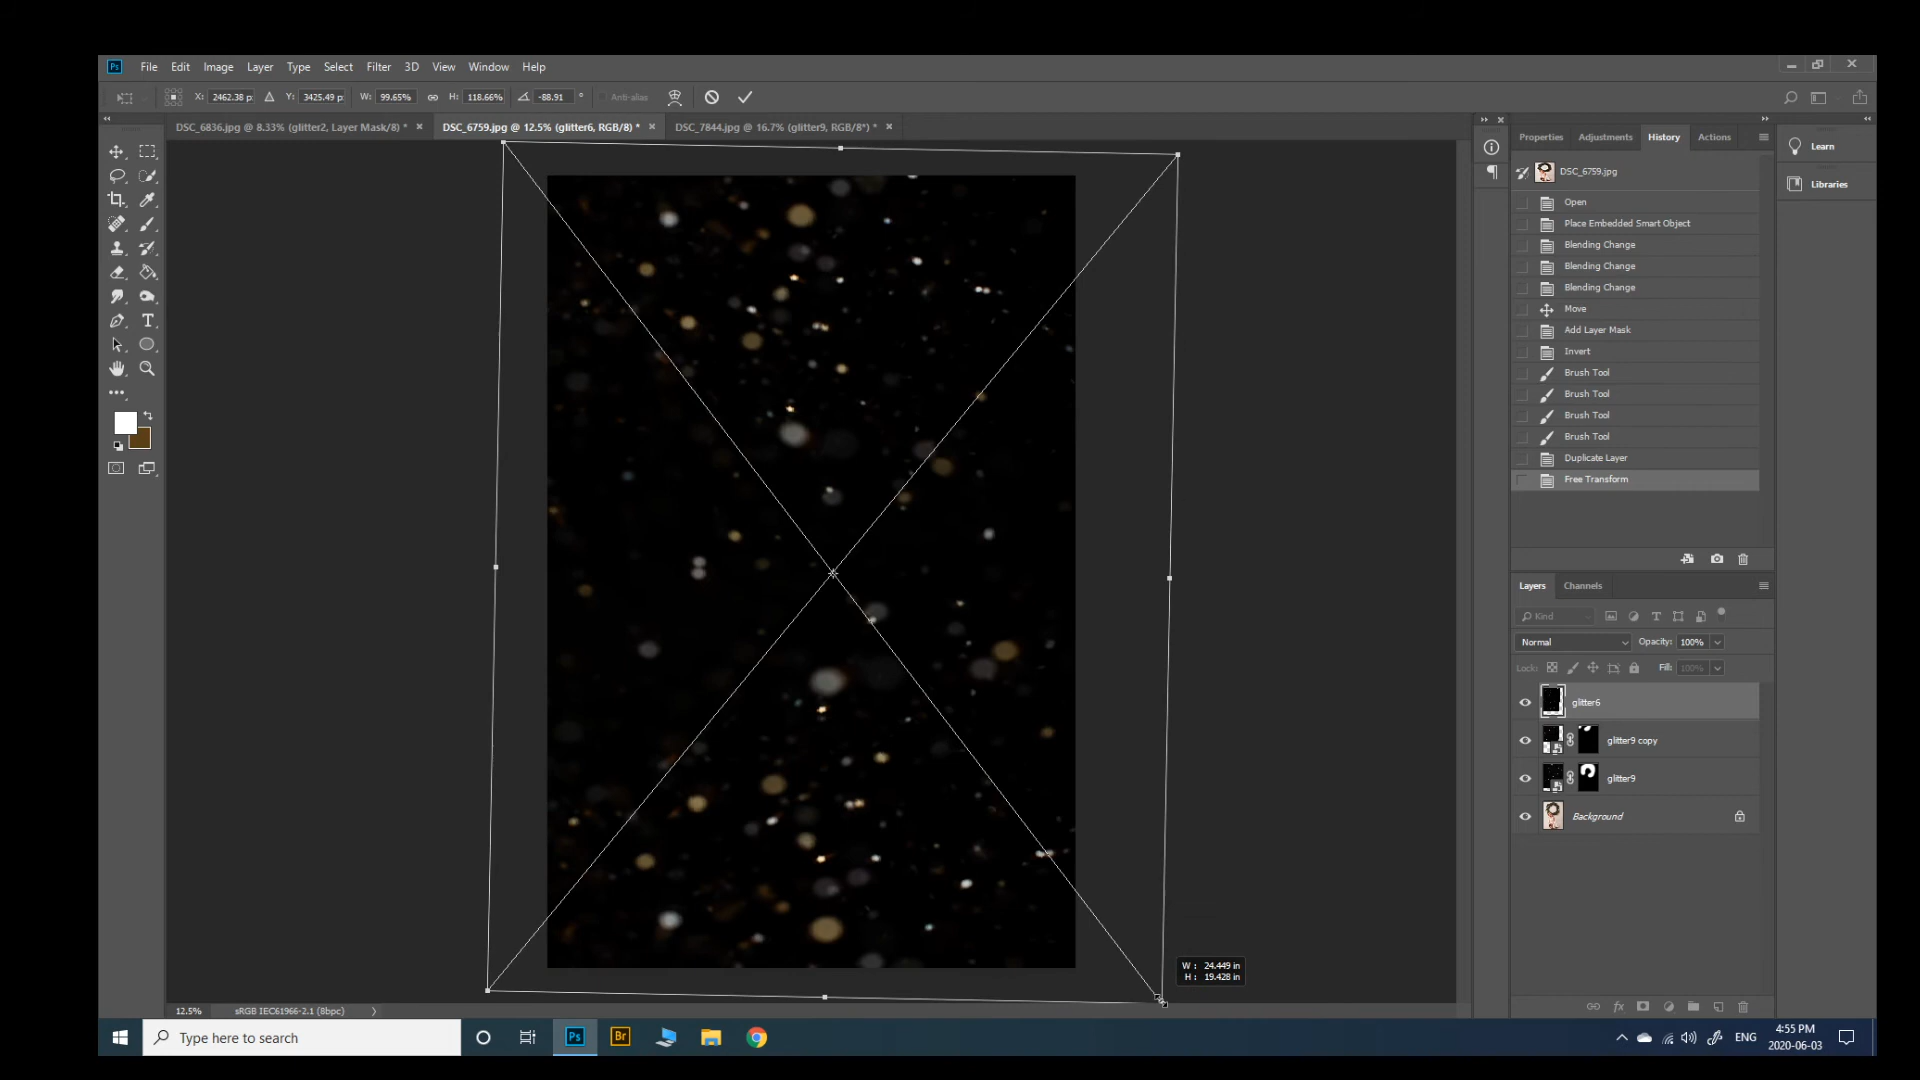 Ps File Edit Image Layer Type Select Filter 3D View Window Help
X: 2462.38 p: Y: 3425.49 p: W: 99.65% H: 118.66% -88.91 ° Anti-alias
DSC_6836.jpg @ 8.33% (glitter2, Layer Mask/8) * × DSC_6759.jpg @ 12.5% (glitter6, RGB/8) * × DSC_7844.jpg @ 16.7% (glitter9, RGB/8*) * ×
Properties Adjustments History Actions
Learn
Libraries
DSC_6759.jpg
Open
Place Embedded Smart Object
Blending Change
Blending Change
Blending Change
Move
Add Layer Mask
Invert
Brush Tool
Brush Tool
Brush Tool
Brush Tool
Duplicate Layer
Free Transform
Layers Channels
Kind
Normal Opacity: 100%
Lock: Fill: 100%
glitter6
glitter9 copy
glitter9
Background
W : 24.449 in
H : 19.428 in
12.5% sRGB IEC61966-2.1 (8bpc)
Type here to search
Ps Br
ENG
4:55 PM
2020-06-03